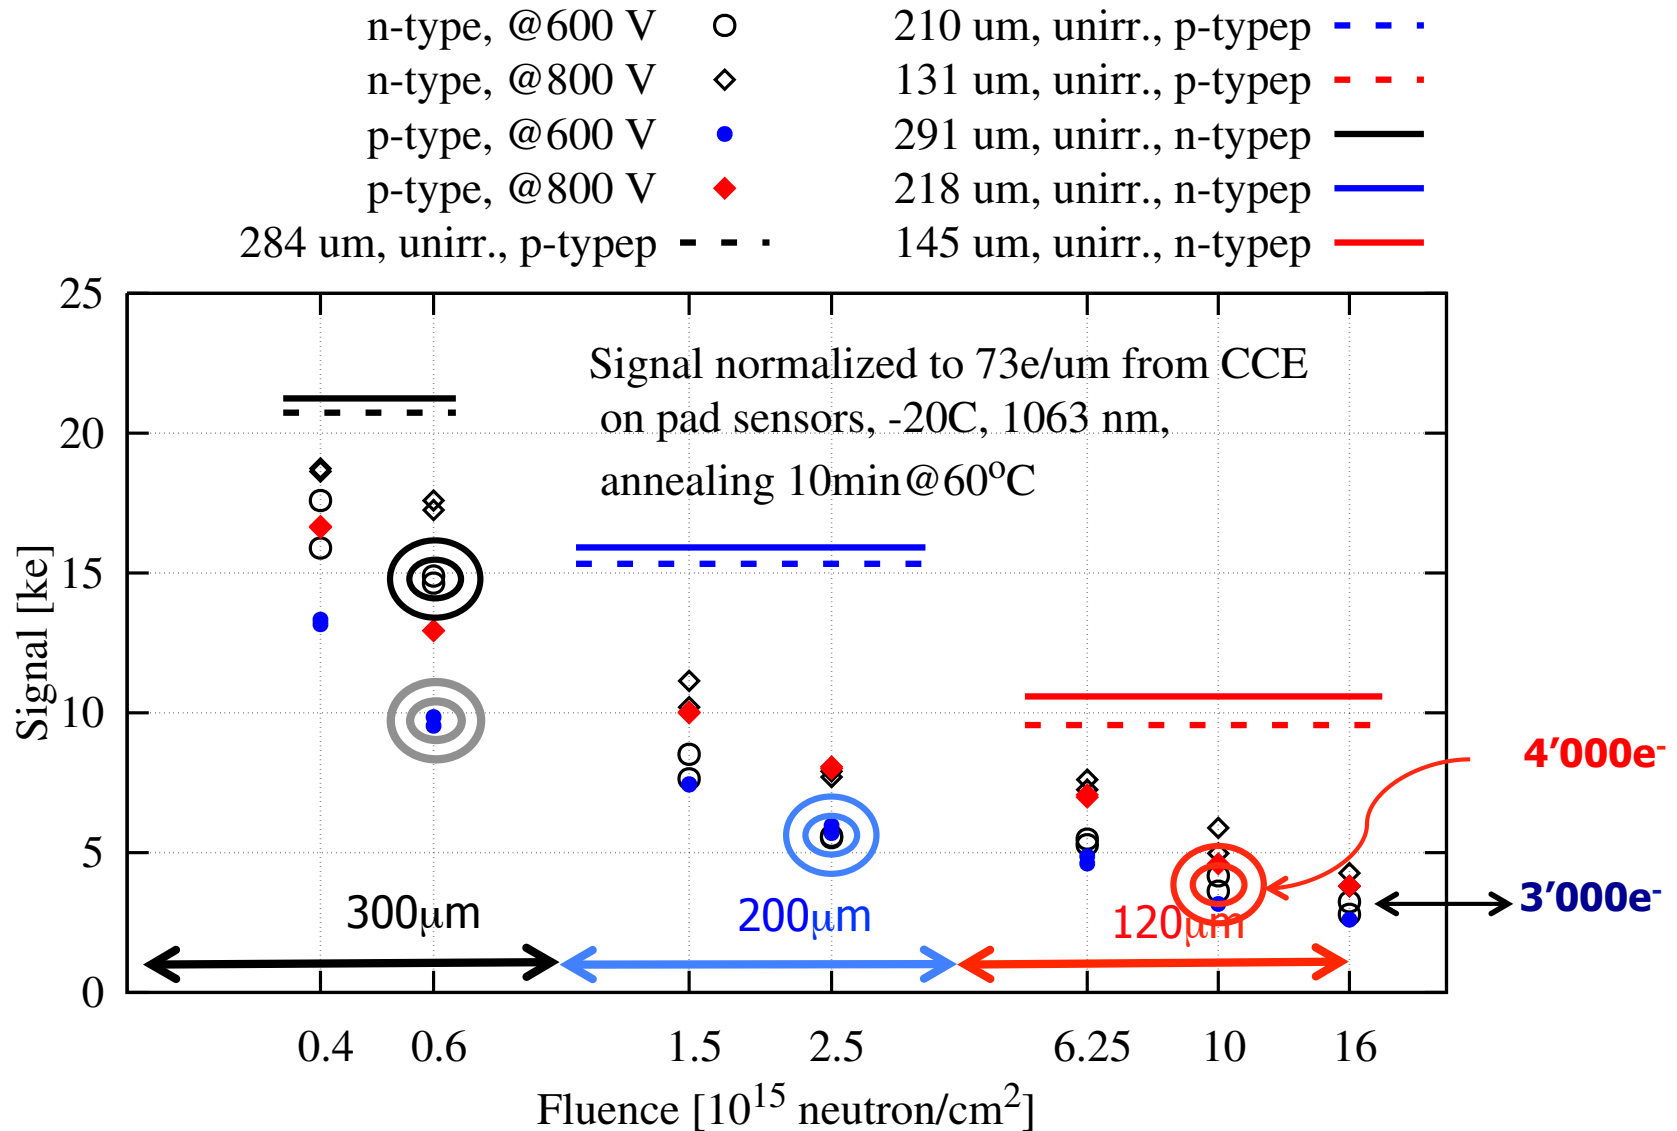 n-type, @600 V
n-type, @800 V
p-type, @600 V
p-type, @800 V
284 um, unirr., p-typep
210 um, unirr., p-typep
131 um, unirr., p-typep
291 um, unirr., n-typep
218 um, unirr., n-typep
145 um, unirr., n-typep
25
20
15
10
5
0
Signal [ke]
Signal normalized to 73e/um from CCE
on pad sensors, -20C, 1063 nm,
annealing 10min@60°C
4'000e⁻
3'000e⁻
300μm
200μm
120μm
0.4 0.6 1.5 2.5 6.25 10 16
Fluence [10¹⁵ neutron/cm²]